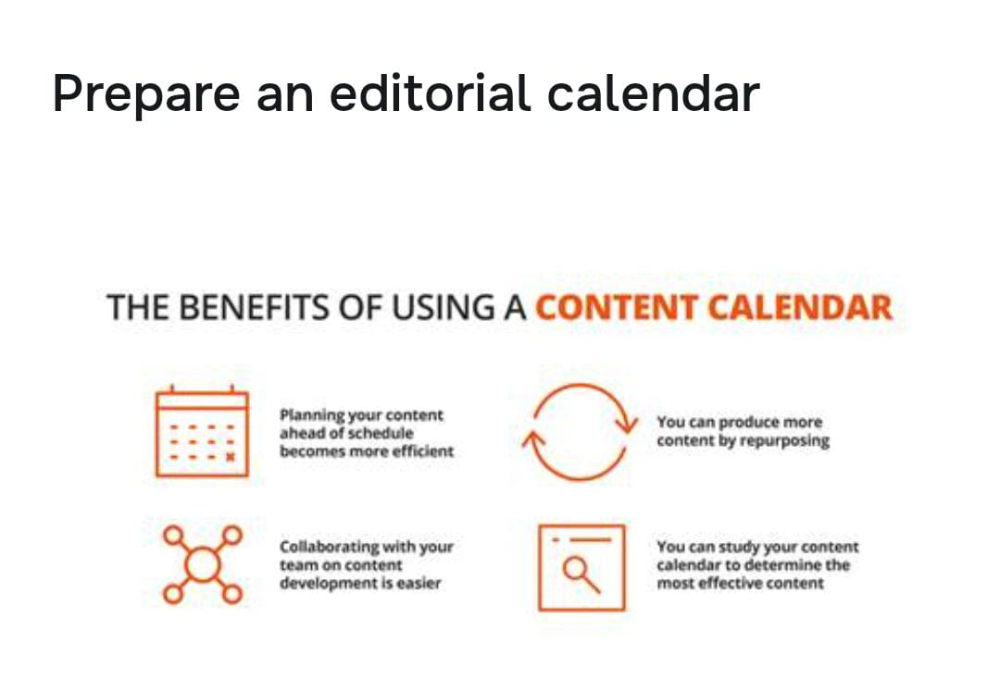 Prepare an editorial calendar
THE BENEFITS OF USING A CONTENT CALENDAR
Planning your content
ahead of schedule
becomes more efficient
You can produce more
content by repurposing
Collaborating with your
team on content
development is easier
You can study your content
calendar to determine the
most effective content